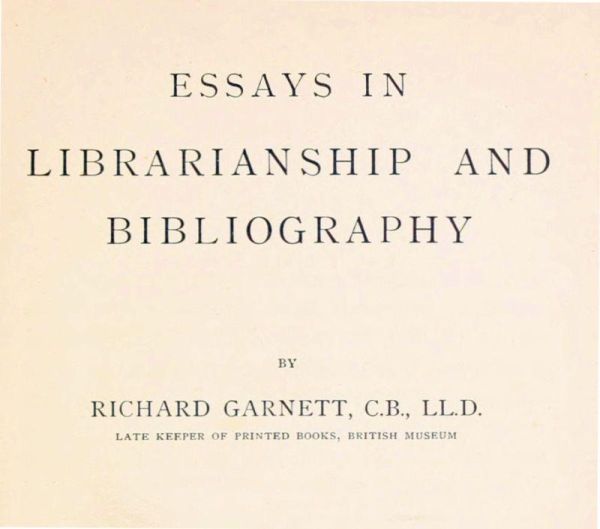 ESSAYS IN
LIBRARIANSHIP AND
BIBLIOGRAPHY
BY
RICHARD GARNETT, C.B., LL.D.
LATE KEEPER OF PRINTED BOOKS, BRITISH MUSEUM